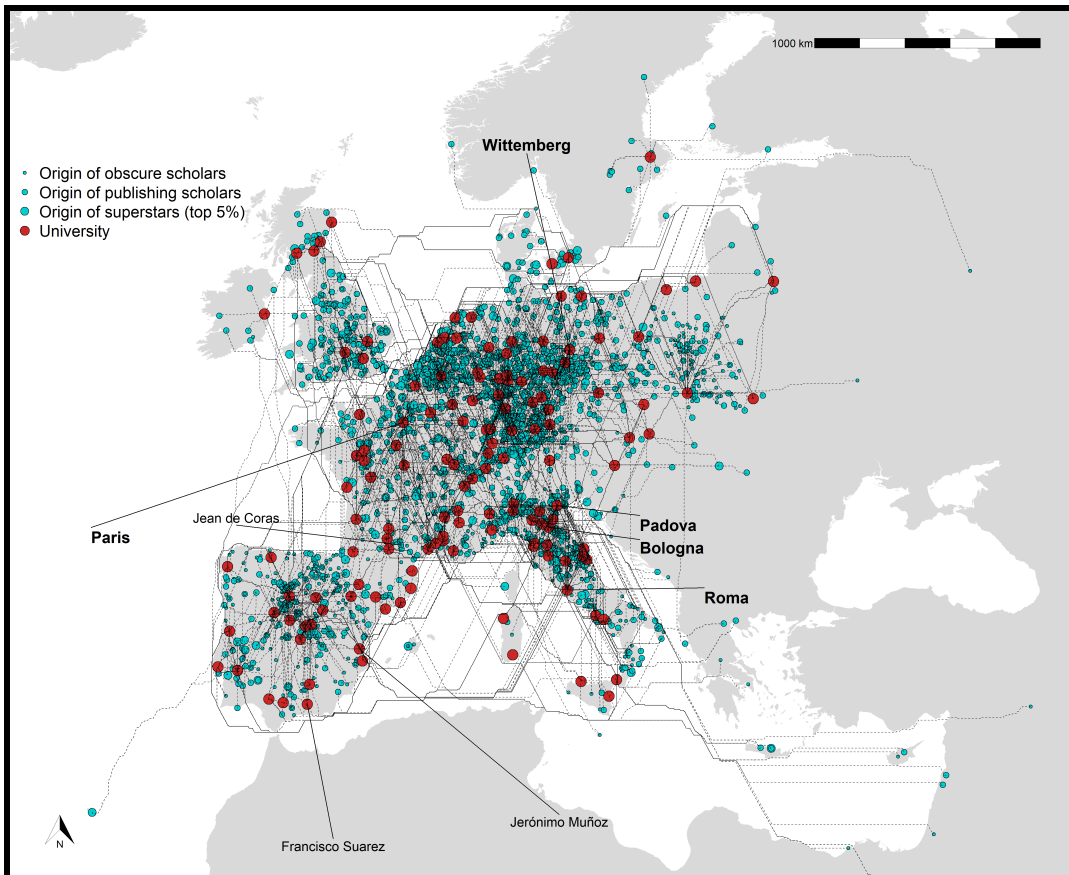 1000 km
Wittemberg
Origin of obscure scholars
Origin of publishing scholars
Origin of superstars (top 5%)
University
Jean de Coras
Paris
Padova
Bologna
Roma
Jerónimo Muñoz
Francisco Suarez
N